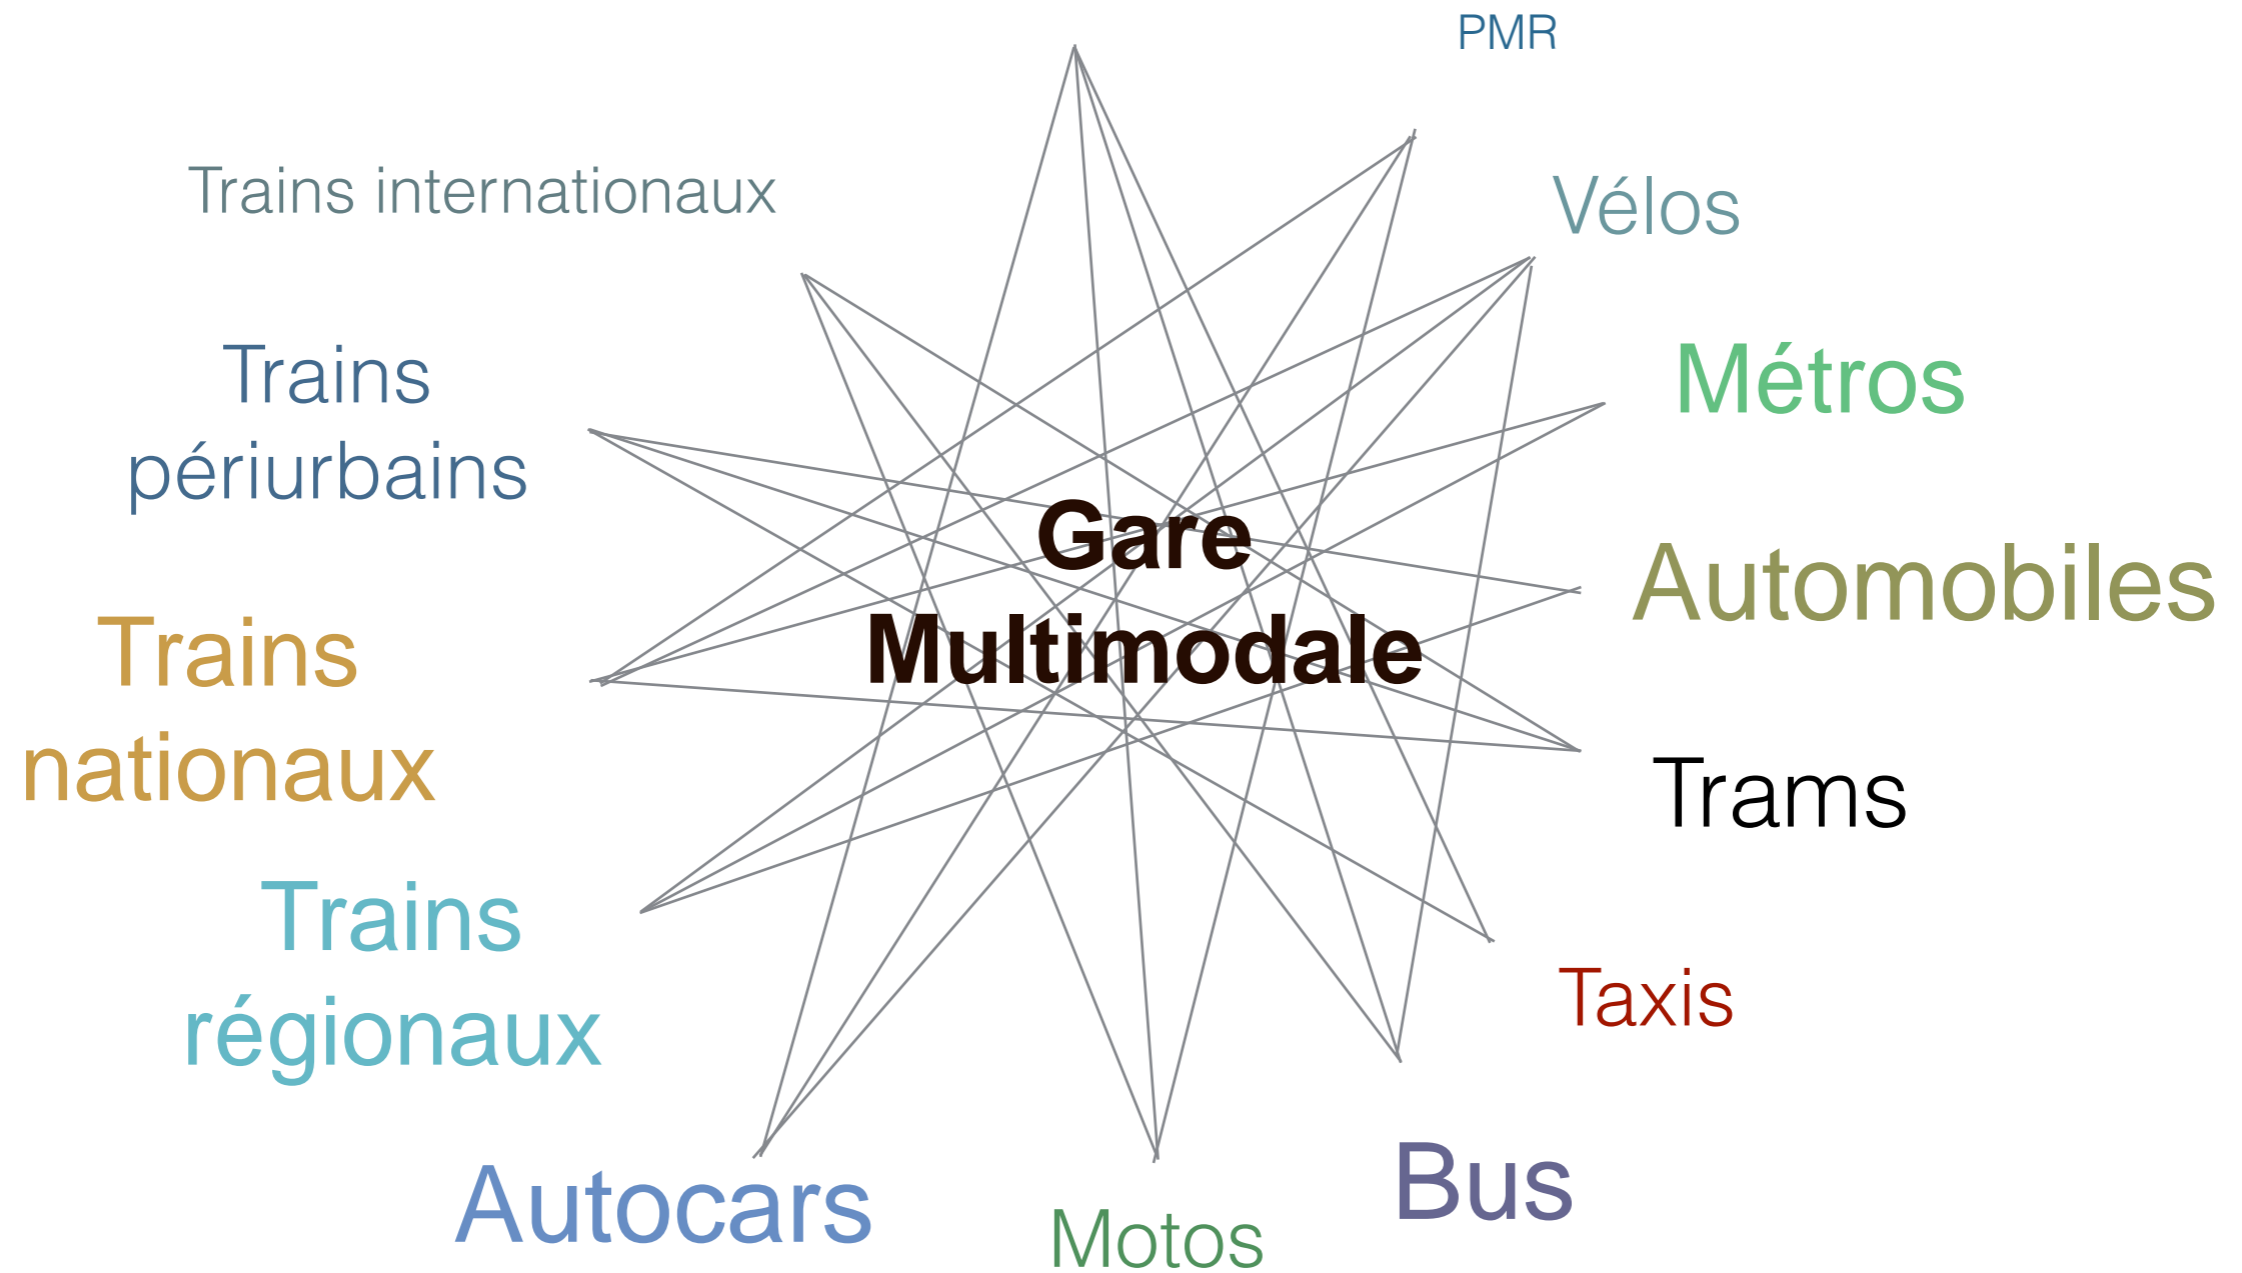 PMR
Trains internationaux
Vélos
Trains
périurbains
Métros
Gare
Multimodale
Automobiles
Trains
nationaux
Trams
Trains
régionaux
Taxis
Autocars
Motos
Bus